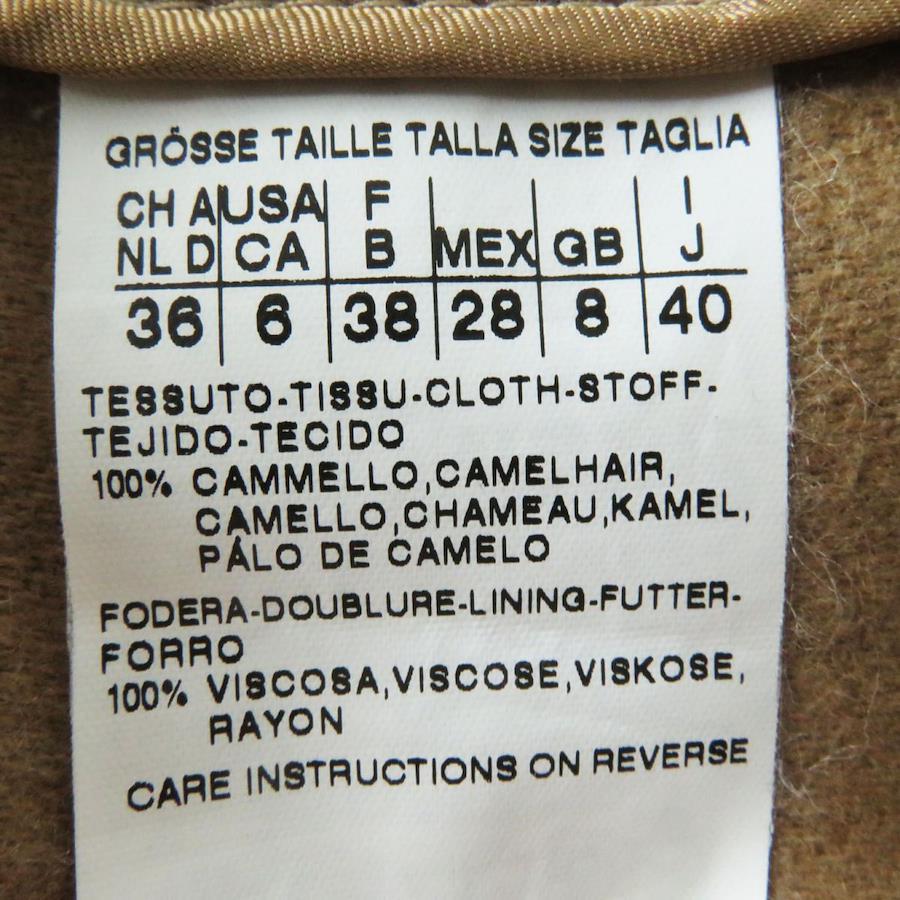 GRÖSSE TAILLE TALLA SIZE TAGLIA
CH A USA F I
NL D CA B MEX GB J
36 6 38 28 8 40
TESSUTO-TISSU-CLOTH-STOFF-
TEJIDO-TECIDO
100% CAMMELLO,CAMELHAIR,
CAMELLO,CHAMEAU,KAMEL,
PÁLO DE CAMELO
FODERA-DOUBLURE-LINING-FUTTER-
FORRO
100% VISCOSA,VISCOSE,VISKOSE,
RAYON
CARE INSTRUCTIONS ON REVERSE